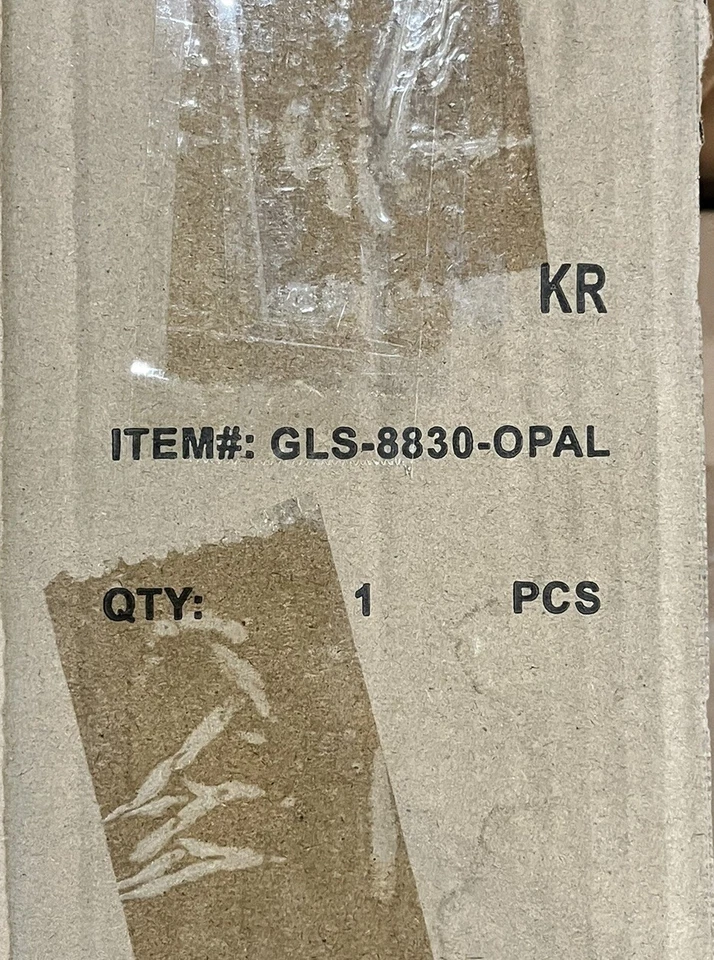 KR
ITEM#: GLS-8830-OPAL
QTY: 1 PCS